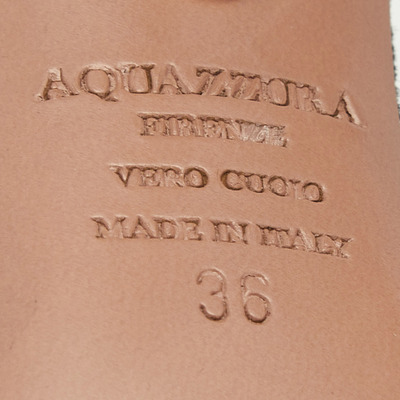 AQUAZZURA
FIRENZE
VERO CUOIO
MADE IN ITALY
36